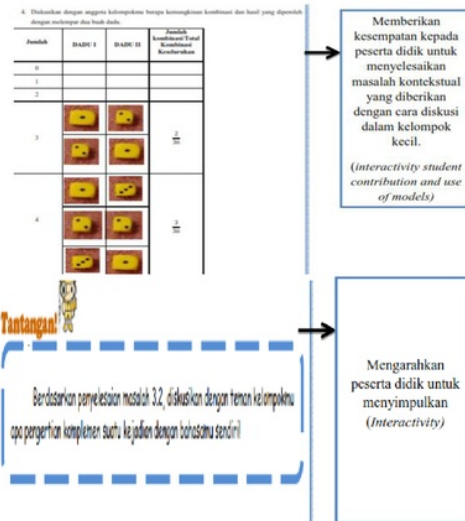 4. Diskusikan dengan anggota kelompokmu berapa kemungkinan kombinasi dan hasil yang diperoleh
dengan melempar dua buah dadu.
Jumlah DADU I DADU II Jumlah
kombinasi/Total
Kombinasi
Keseluruhan
0
1
2
3 2/36
4 3/36
Memberikan
kesempatan kepada
peserta didik untuk
menyelesaikan
masalah kontekstual
yang diberikan
dengan cara diskusi
dalam kelompok
kecil.
(interactivity student
contribution and use
of models)
Tantangan!
Berdasarkan penyelesaian masalah 3.2, diskusikan dengan teman kelompokmu
apa pengertian komplemen suatu kejadian dengan bahasamu sendiri!
Mengarahkan
peserta didik untuk
menyimpulkan
(Interactivity)